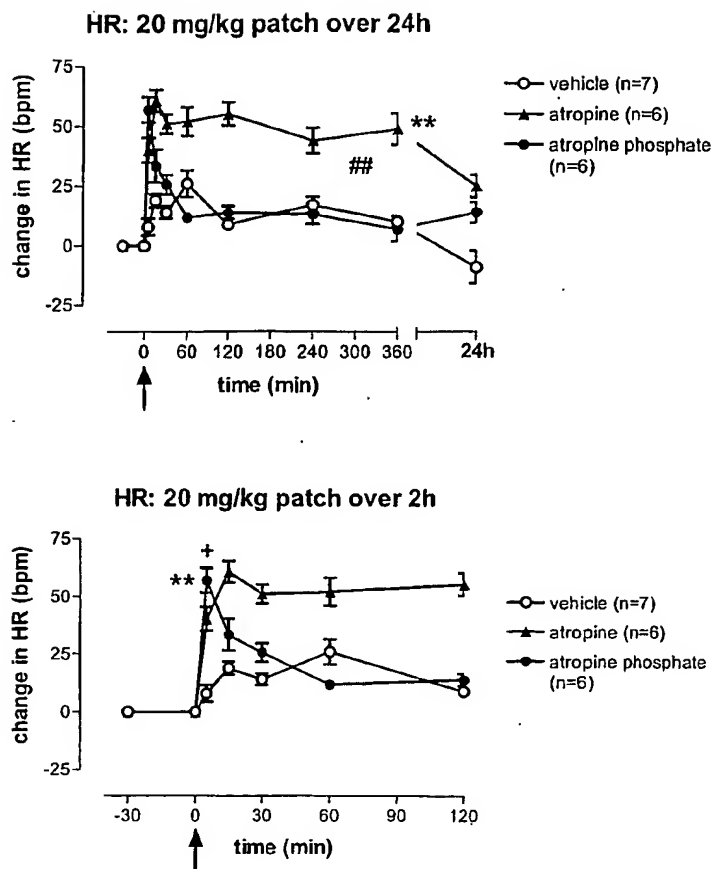 HR: 20 mg/kg patch over 24h
75
50
25
0
-25
change in HR (bpm)
**
##
vehicle (n=7)
atropine (n=6)
atropine phosphate
(n=6)
0 60 120 180 240 300 360 24h
time (min)
HR: 20 mg/kg patch over 2h
75
50
25
0
-25
change in HR (bpm)
+
**
vehicle (n=7)
atropine (n=6)
atropine phosphate
(n=6)
-30 0 30 60 90 120
time (min)